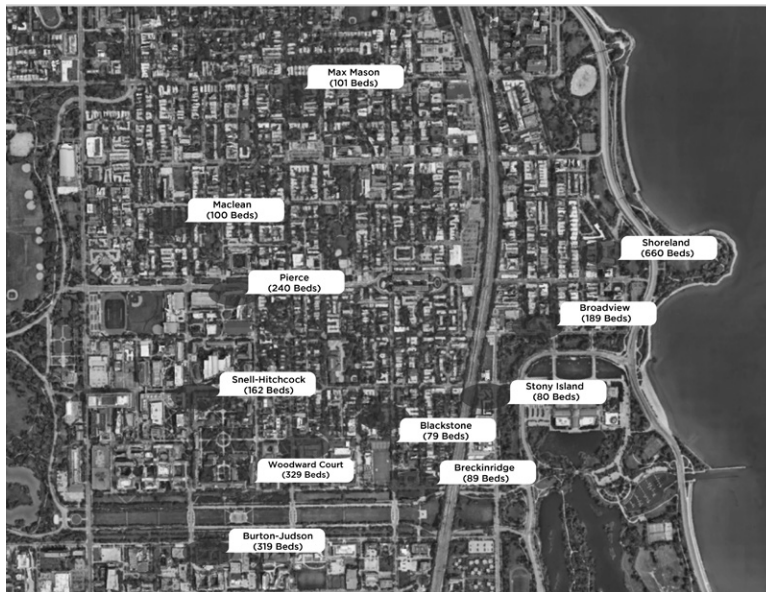 Max Mason
(101 Beds)
Maclean
(100 Beds)
Shoreland
(660 Beds)
Pierce
(240 Beds)
Broadview
(189 Beds)
Snell-Hitchcock
(162 Beds)
Stony Island
(80 Beds)
Blackstone
(79 Beds)
Woodward Court
(329 Beds)
Breckinridge
(89 Beds)
Burton-Judson
(319 Beds)